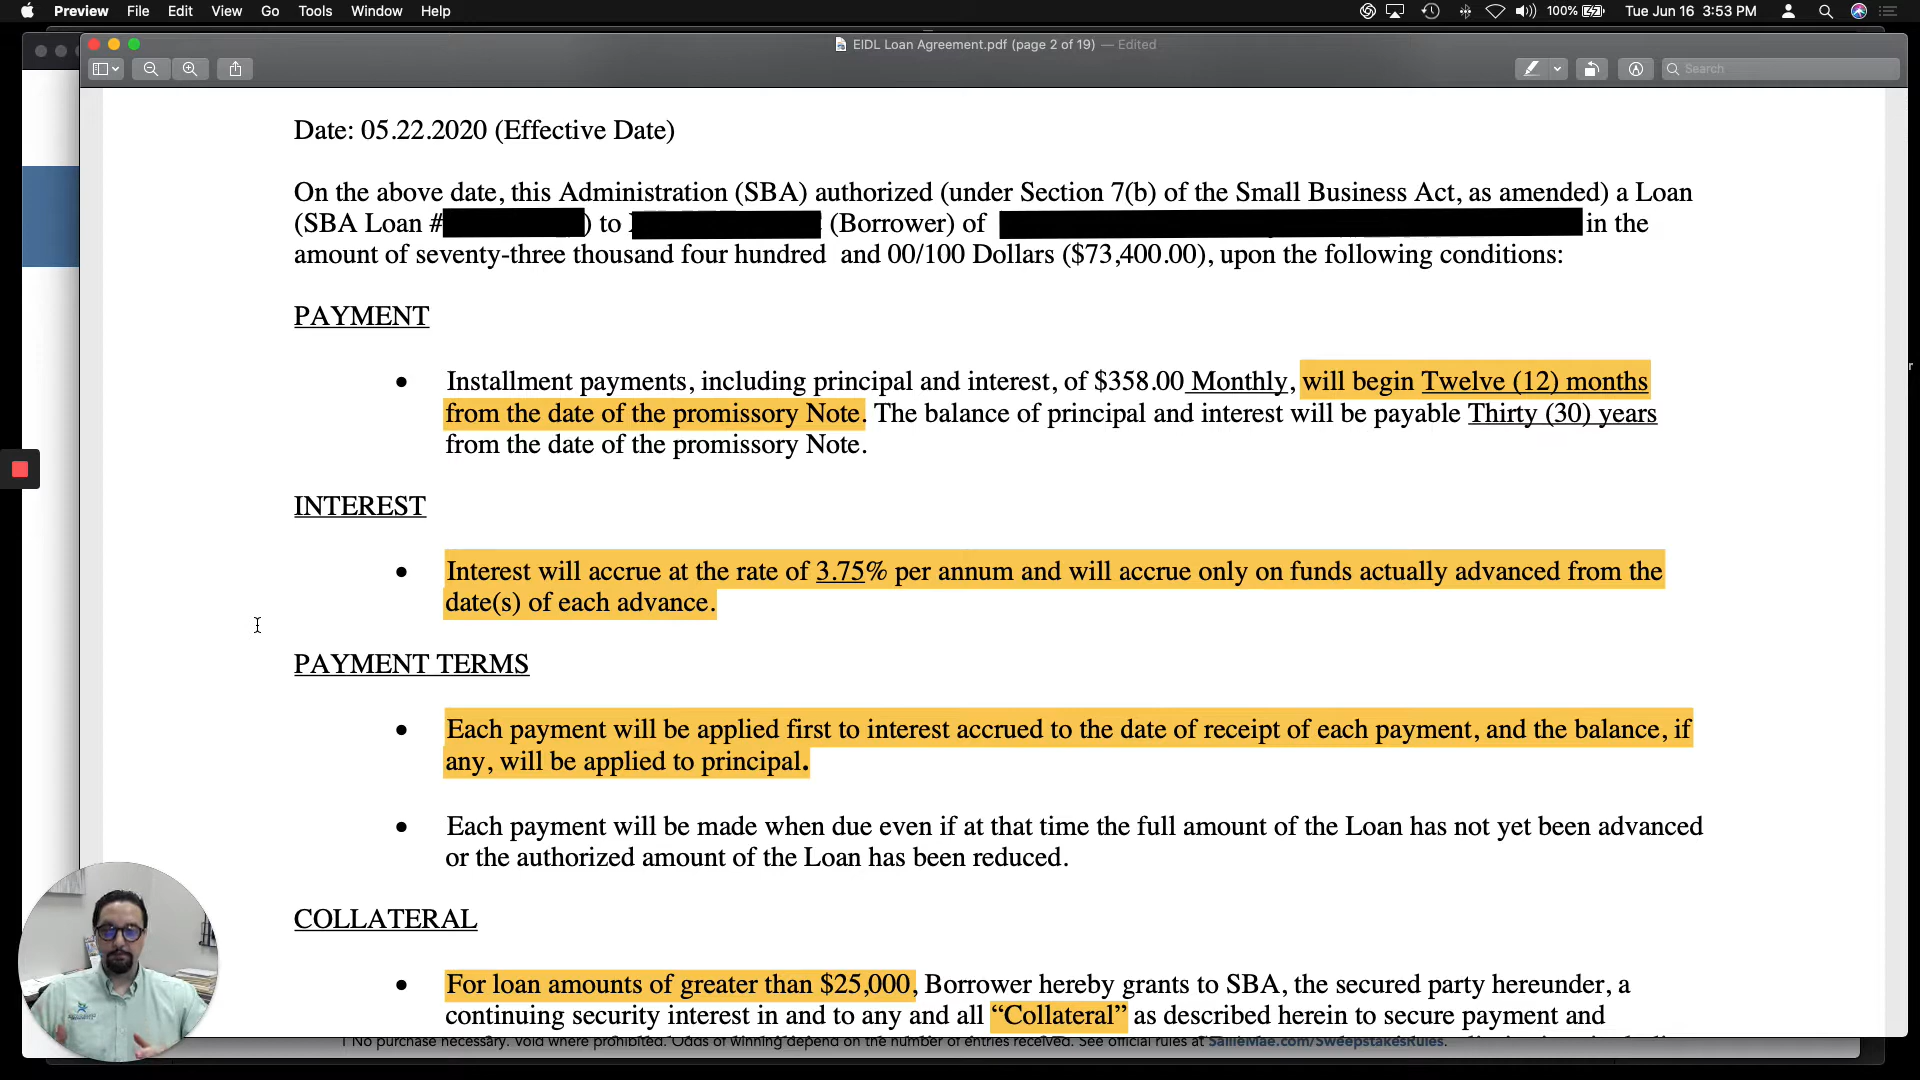 Preview File Edit View Go Tools Window Help 100% Tue Jun 16 3:53 PM
EIDL Loan Agreement.pdf (page 2 of 19) — Edited
Search
Date: 05.22.2020 (Effective Date)
On the above date, this Administration (SBA) authorized (under Section 7(b) of the Small Business Act, as amended) a Loan
(SBA Loan # ) to (Borrower) of in the
amount of seventy-three thousand four hundred and 00/100 Dollars ($73,400.00), upon the following conditions:
PAYMENT
• Installment payments, including principal and interest, of $358.00 Monthly, will begin Twelve (12) months
from the date of the promissory Note. The balance of principal and interest will be payable Thirty (30) years
from the date of the promissory Note.
INTEREST
• Interest will accrue at the rate of 3.75% per annum and will accrue only on funds actually advanced from the
date(s) of each advance.
PAYMENT TERMS
• Each payment will be applied first to interest accrued to the date of receipt of each payment, and the balance, if
any, will be applied to principal.
• Each payment will be made when due even if at that time the full amount of the Loan has not yet been advanced
or the authorized amount of the Loan has been reduced.
COLLATERAL
• For loan amounts of greater than $25,000, Borrower hereby grants to SBA, the secured party hereunder, a
continuing security interest in and to any and all “Collateral” as described herein to secure payment and
No purchase necessary. Void where prohibited. Odds of winning depend on the number of entries received. See official rules at SallieMae.com/SweepstakesRules.